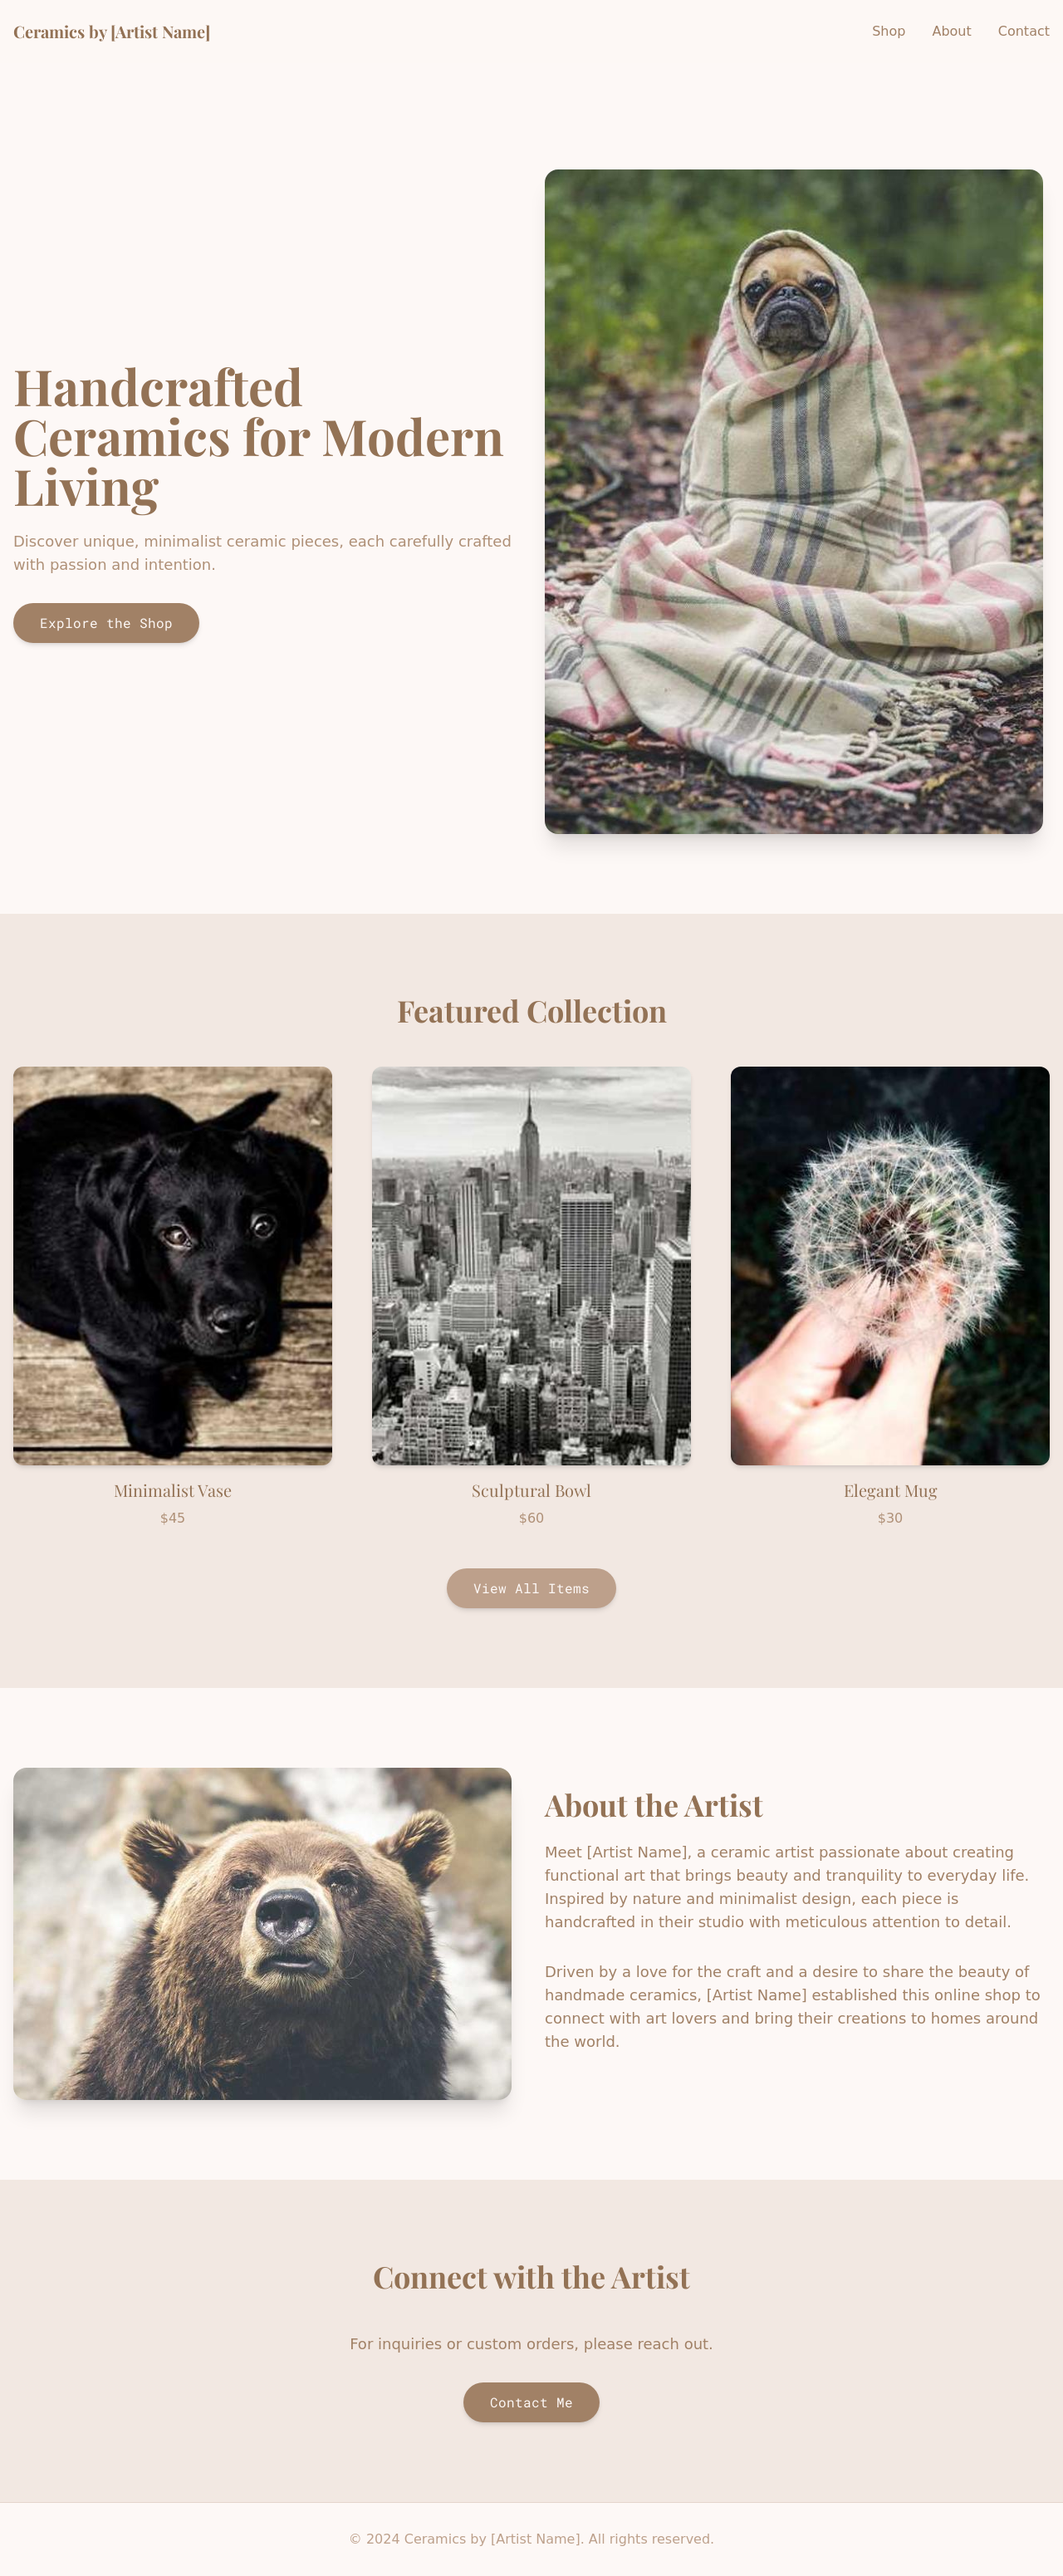 Ceramics by [Artist Name]
Shop
About
Contact
Handcrafted
Ceramics for Modern
Living
Discover unique, minimalist ceramic pieces, each carefully crafted
with passion and intention.
Explore the Shop
Featured Collection
Minimalist Vase
$45
Sculptural Bowl
$60
Elegant Mug
$30
View All Items
About the Artist
Meet [Artist Name], a ceramic artist passionate about creating
functional art that brings beauty and tranquility to everyday life.
Inspired by nature and minimalist design, each piece is
handcrafted in their studio with meticulous attention to detail.
Driven by a love for the craft and a desire to share the beauty of
handmade ceramics, [Artist Name] established this online shop to
connect with art lovers and bring their creations to homes around
the world.
Connect with the Artist
For inquiries or custom orders, please reach out.
Contact Me
© 2024 Ceramics by [Artist Name]. All rights reserved.